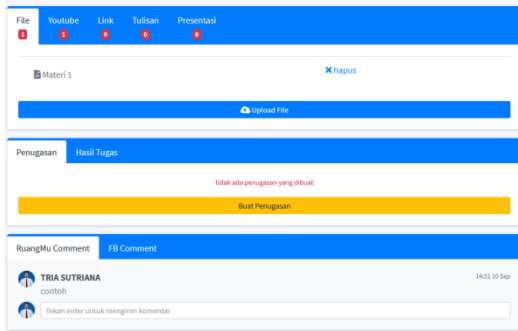 File Youtube Link Tulisan Presentasi
1 1 0 0 0
Materi 1 hapus
Upload File
Penugasan Hasil Tugas
tidak ada penugasan yang dibuat
Buat Penugasan
RuangMu Comment FB Comment
TRIA SUTRIANA 14:31 10 Sep
contoh
Tekan enter untuk mengirim komentar